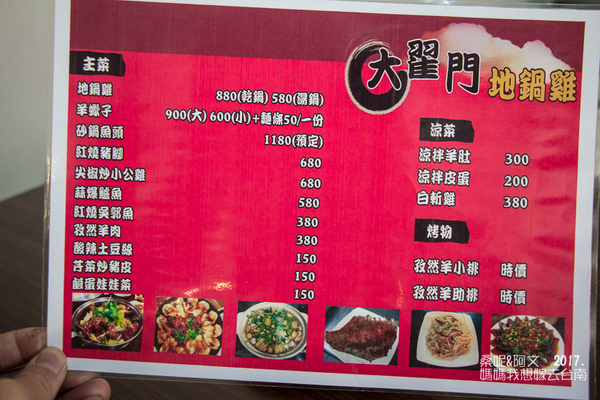 大翟門
地鍋雞
主菜
地鍋雞 880(乾鍋) 580(湯鍋)
羊蠍子 900(大) 600(小)+麵條50/一份
砂鍋魚頭 1180(預定)
紅燒豬腳 680
尖椒炒小公雞 680
蒜爆鱸魚 580
紅燒吳郭魚 380
孜然羊肉 380
酸辣土豆絲 150
芹菜炒豬皮 150
鹹蛋娃娃菜 150
涼菜
涼拌羊肚 300
涼拌皮蛋 200
白斬雞 380
烤物
孜然羊小排 時價
孜然羊肋排 時價
桑妮&阿文 2017.
媽媽我想嫁去台南